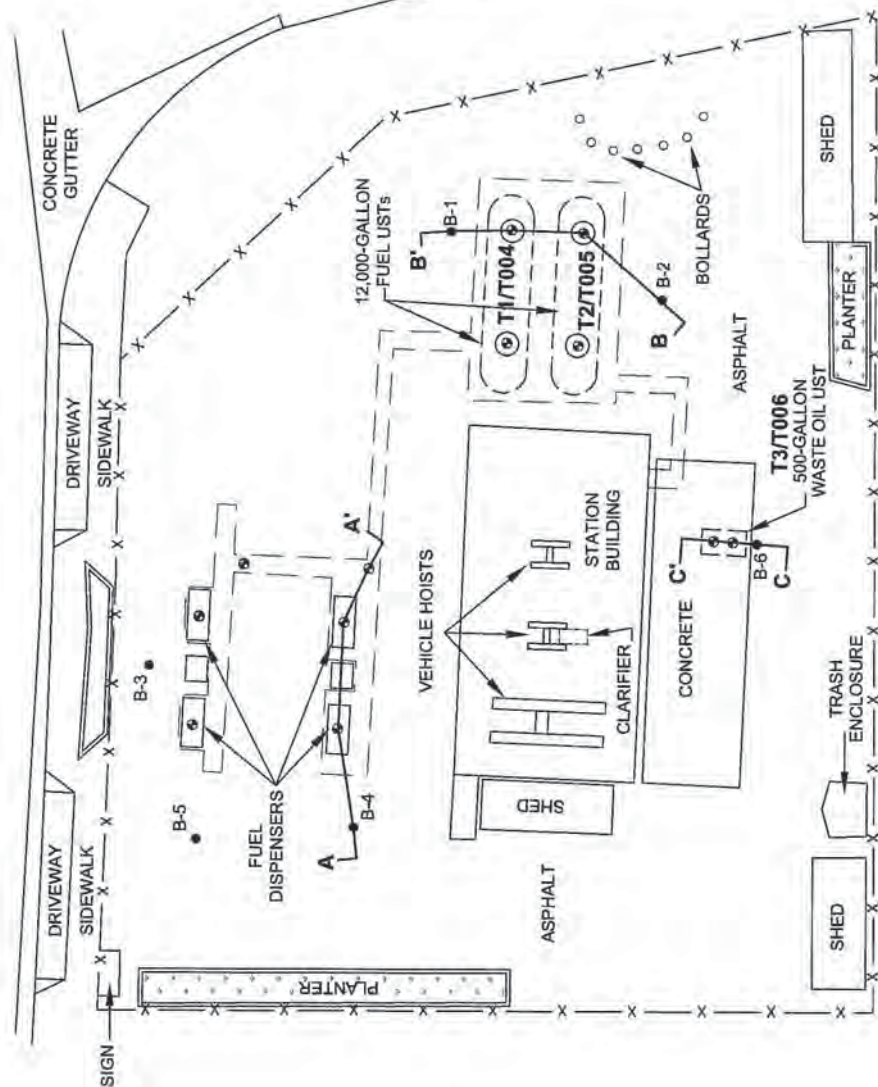 CONCRETE
GUTTER
DRIVEWAY
SIDEWALK
DRIVEWAY
SIDEWALK
SIGN
B-3
B-5
FUEL
DISPENSERS
A
B-4
A'
12,000-GALLON
FUEL USTs
B'
B-1
T1/T004
T2/T005
B-2
B
BOLLARDS
SHED
PLANTER
ASPHALT
VEHICLE HOISTS
STATION
BUILDING
CLARIFIER
SHED
CONCRETE
C'
B-6
C
T3/T006
500-GALLON
WASTE OIL UST
TRASH
ENCLOSURE
ASPHALT
SHED
PLANTER